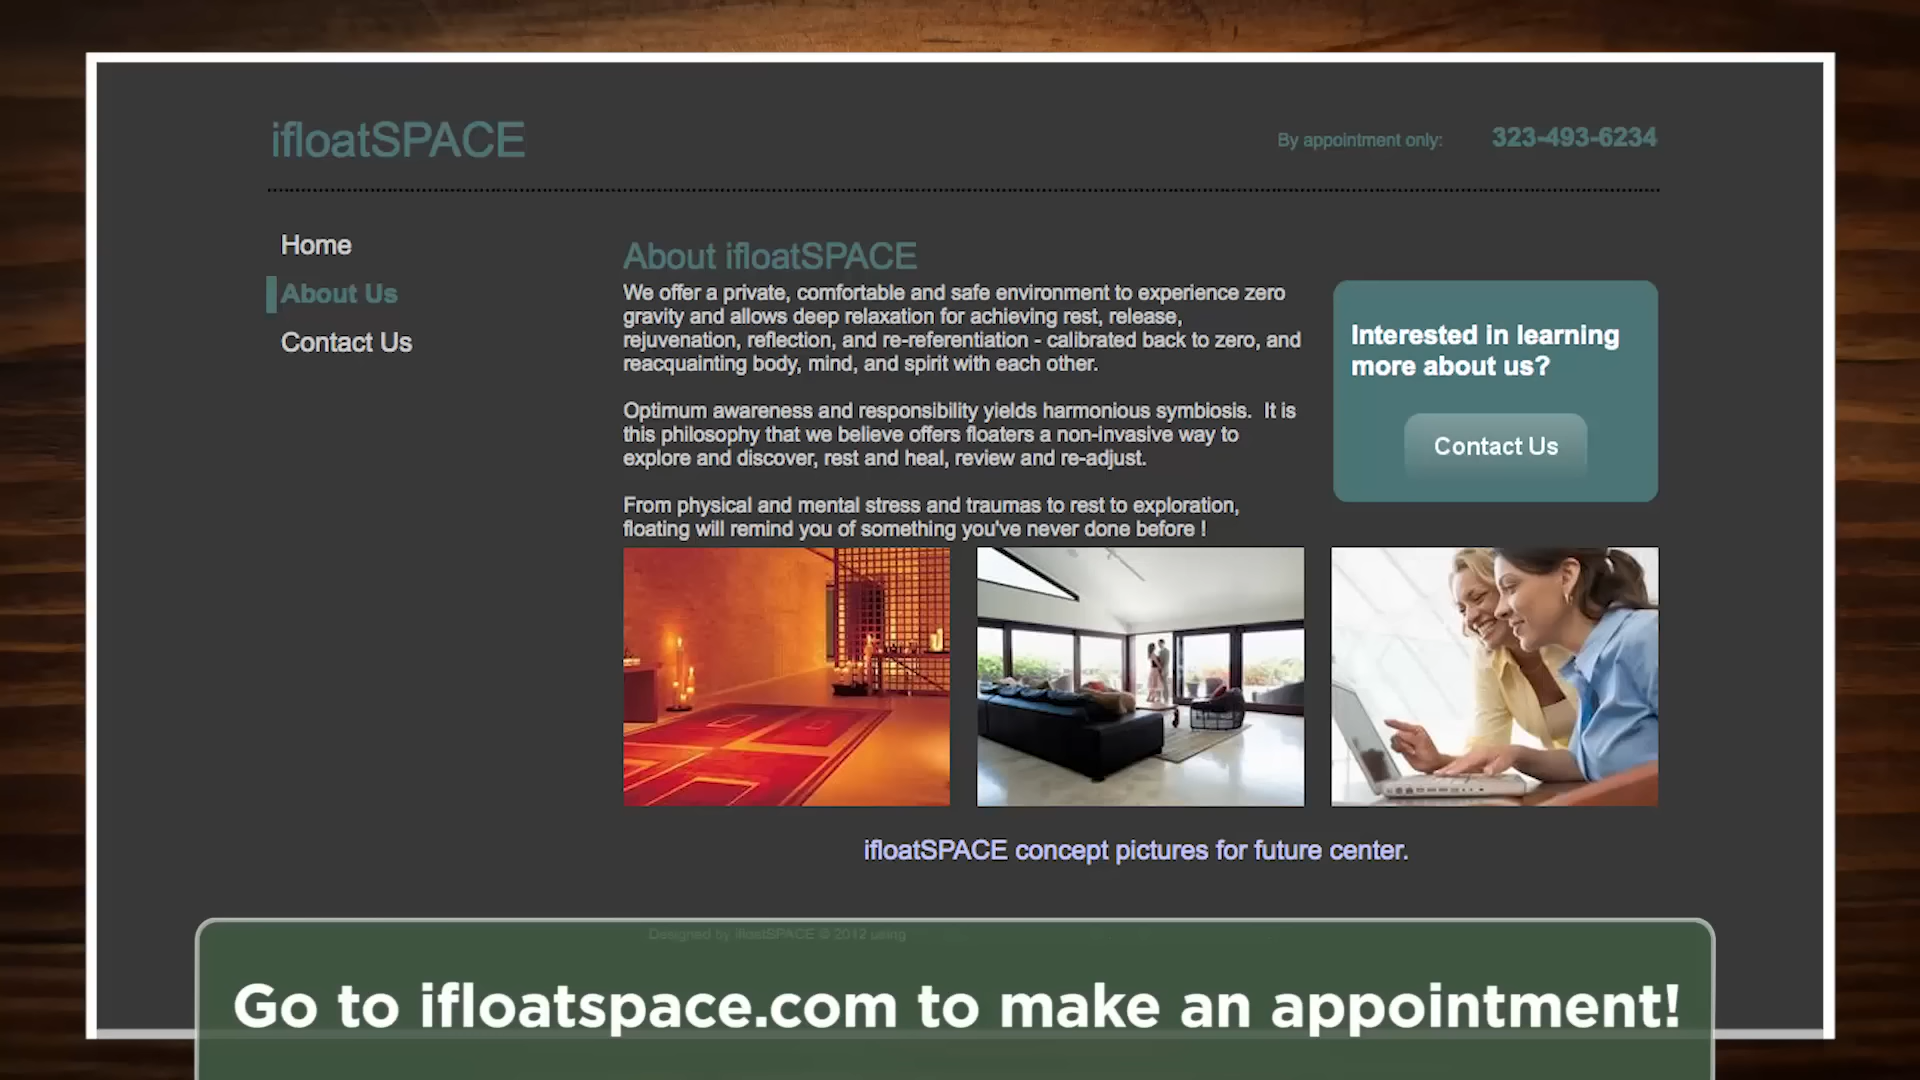 ifloatSPACE
By appointment only: 323-493-6234
Home
About Us
Contact Us
About ifloatSPACE
We offer a private, comfortable and safe environment to experience zero
gravity and allows deep relaxation for achieving rest, release,
rejuvenation, reflection, and re-referentiation - calibrated back to zero, and
reacquainting body, mind, and spirit with each other.
Optimum awareness and responsibility yields harmonious symbiosis. It is
this philosophy that we believe offers floaters a non-invasive way to
explore and discover, rest and heal, review and re-adjust.
From physical and mental stress and traumas to rest to exploration,
floating will remind you of something you've never done before !
Interested in learning
more about us?
Contact Us
ifloatSPACE concept pictures for future center.
Designed by ifloatSPACE © 2012 using
Go to ifloatspace.com to make an appointment!